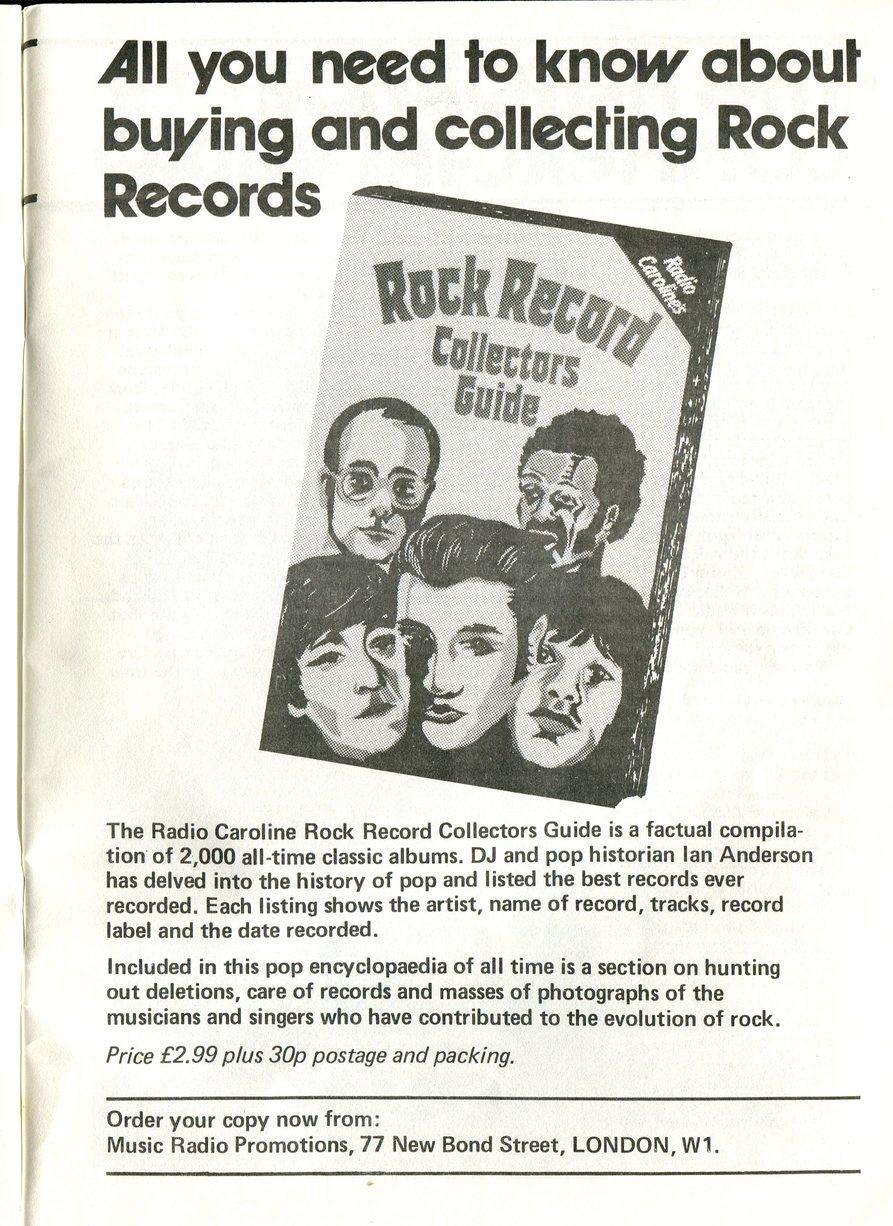 All you need to know about
buying and collecting Rock
Records
Radio
Caroline's
Rock Record
Collectors
Guide
The Radio Caroline Rock Record Collectors Guide is a factual compila-
tion of 2,000 all-time classic albums. DJ and pop historian Ian Anderson
has delved into the history of pop and listed the best records ever
recorded. Each listing shows the artist, name of record, tracks, record
label and the date recorded.
Included in this pop encyclopaedia of all time is a section on hunting
out deletions, care of records and masses of photographs of the
musicians and singers who have contributed to the evolution of rock.
Price £2.99 plus 30p postage and packing.
Order your copy now from:
Music Radio Promotions, 77 New Bond Street, LONDON, W1.